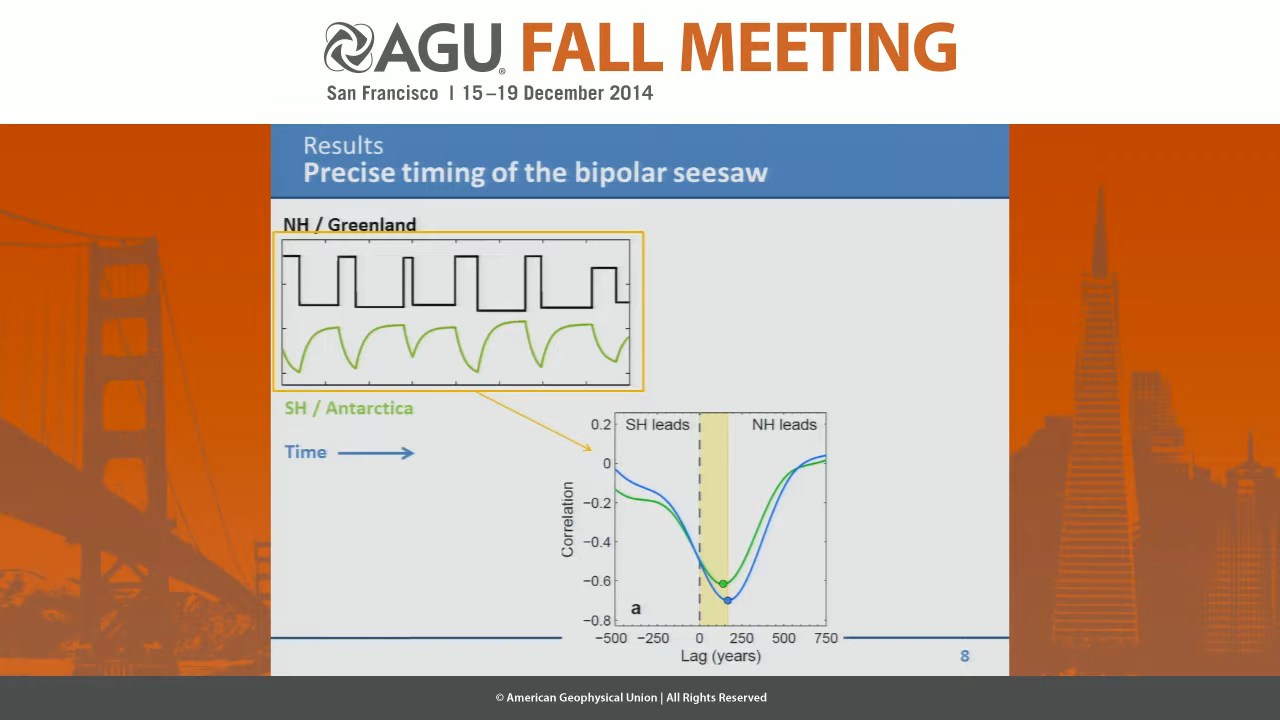 AGU FALL MEETING
San Francisco | 15–19 December 2014
Results
Precise timing of the bipolar seesaw
NH / Greenland
SH / Antarctica
Time
SH leads
NH leads
0.2
0
−0.2
−0.4
−0.6
−0.8
Correlation
a
−500 −250 0 250 500 750
Lag (years)
8
© American Geophysical Union | All Rights Reserved